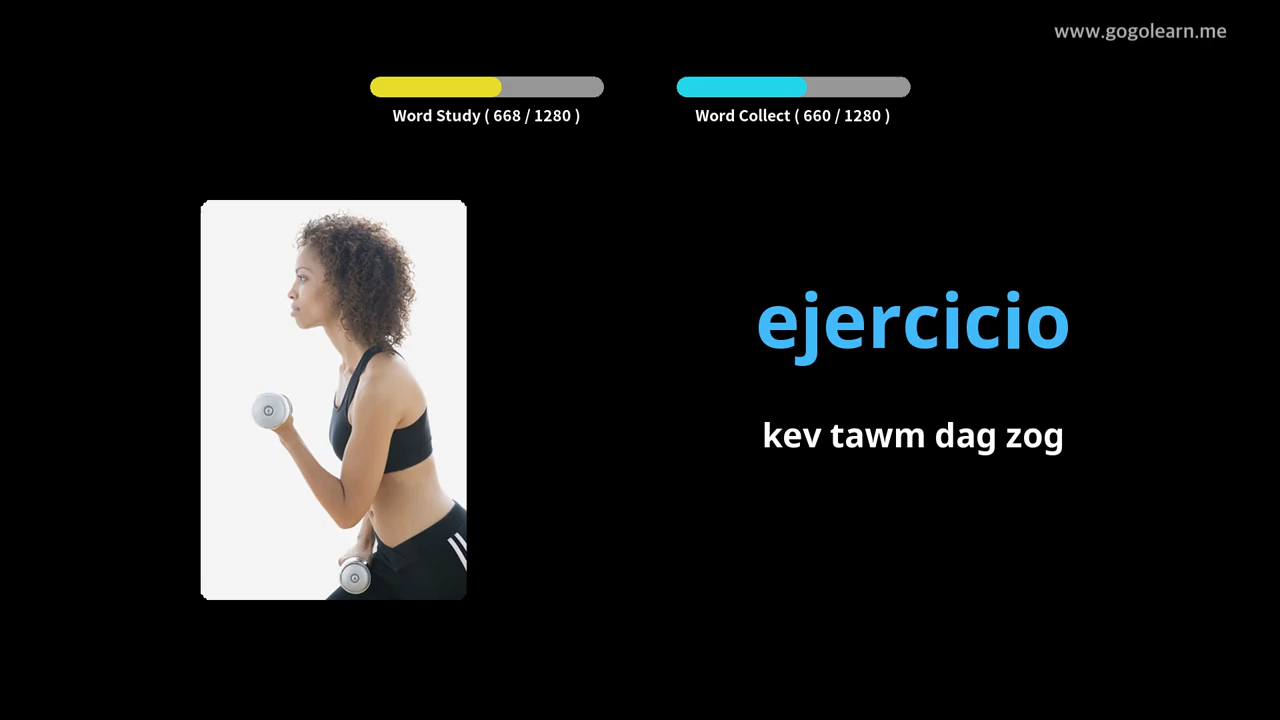 www.gogolearn.me
Word Study ( 668 / 1280 )
Word Collect ( 660 / 1280 )
ejercicio
kev tawm dag zog